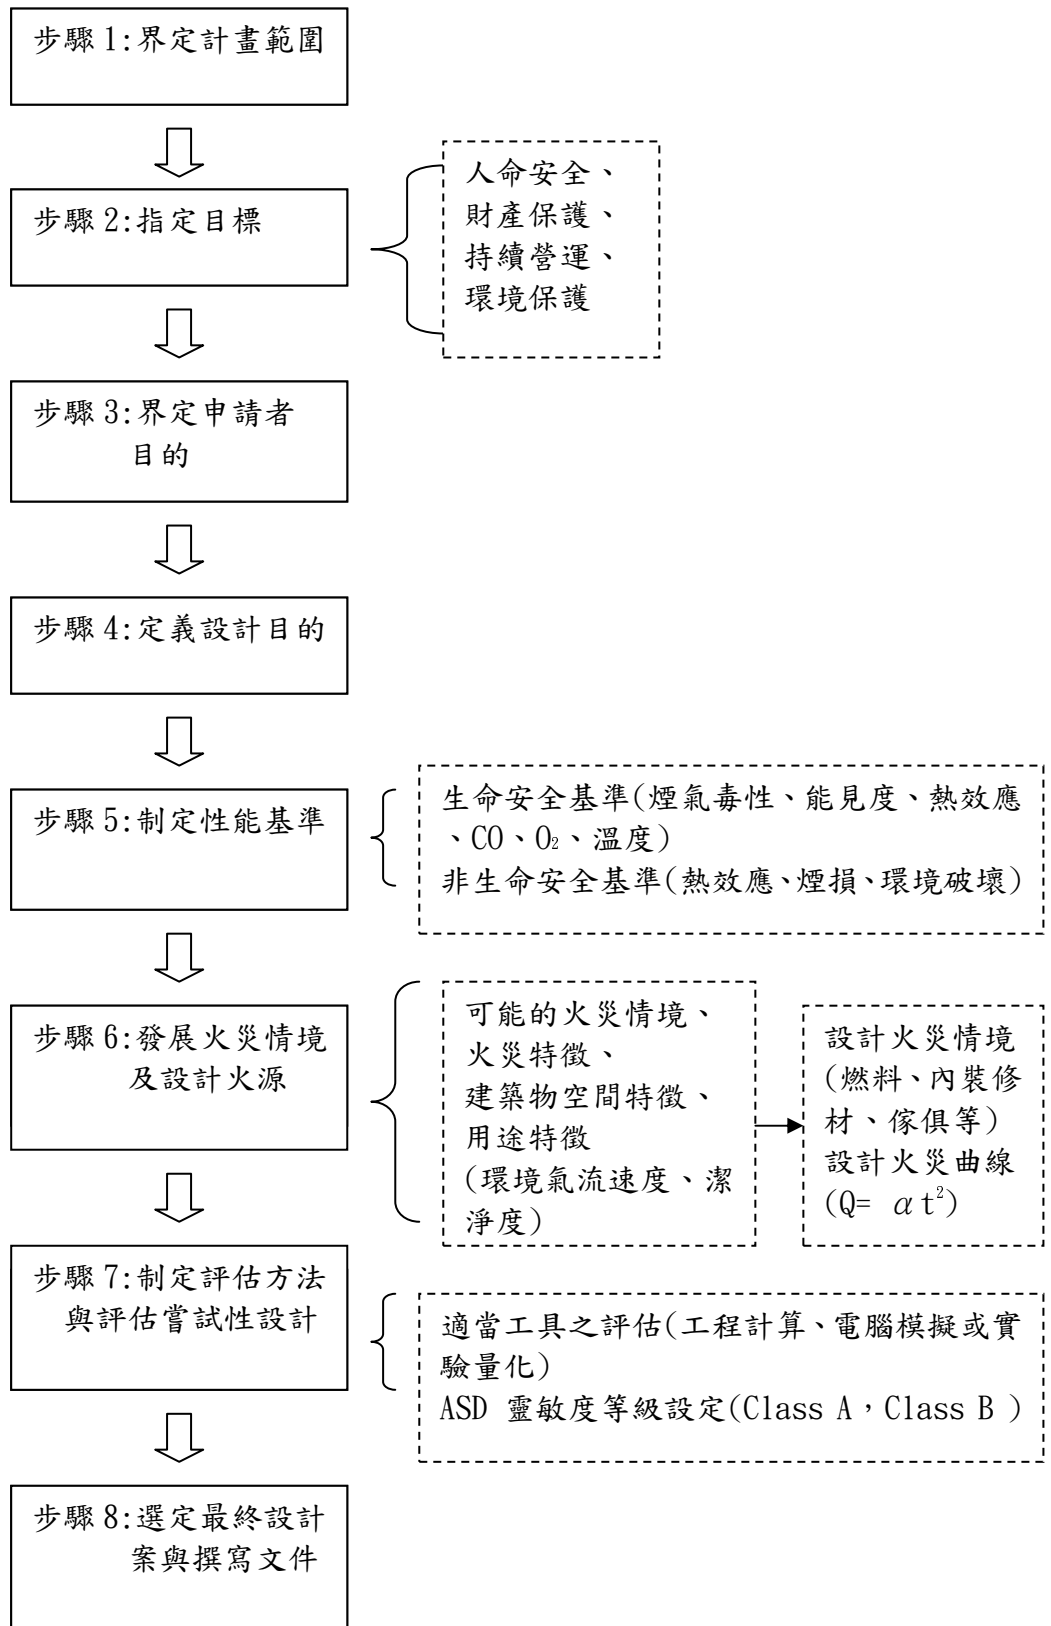 步驟 1:界定計畫範圍
步驟 2:指定目標
人命安全、
財產保護、
持續營運、
環境保護
步驟 3:界定申請者
目的
步驟 4:定義設計目的
步驟 5:制定性能基準
生命安全基準(煙氣毒性、能見度、熱效應
、CO、O₂、溫度)
非生命安全基準(熱效應、煙損、環境破壞)
步驟 6:發展火災情境
及設計火源
可能的火災情境、
火災特徵、
建築物空間特徵、
用途特徵
(環境氣流速度、潔
淨度)
設計火災情境
(燃料、內裝修
材、傢俱等)
設計火災曲線
(Q= αt²)
步驟 7:制定評估方法
與評估嘗試性設計
適當工具之評估(工程計算、電腦模擬或實
驗量化)
ASD 靈敏度等級設定(Class A，Class B )
步驟 8:選定最終設計
案與撰寫文件